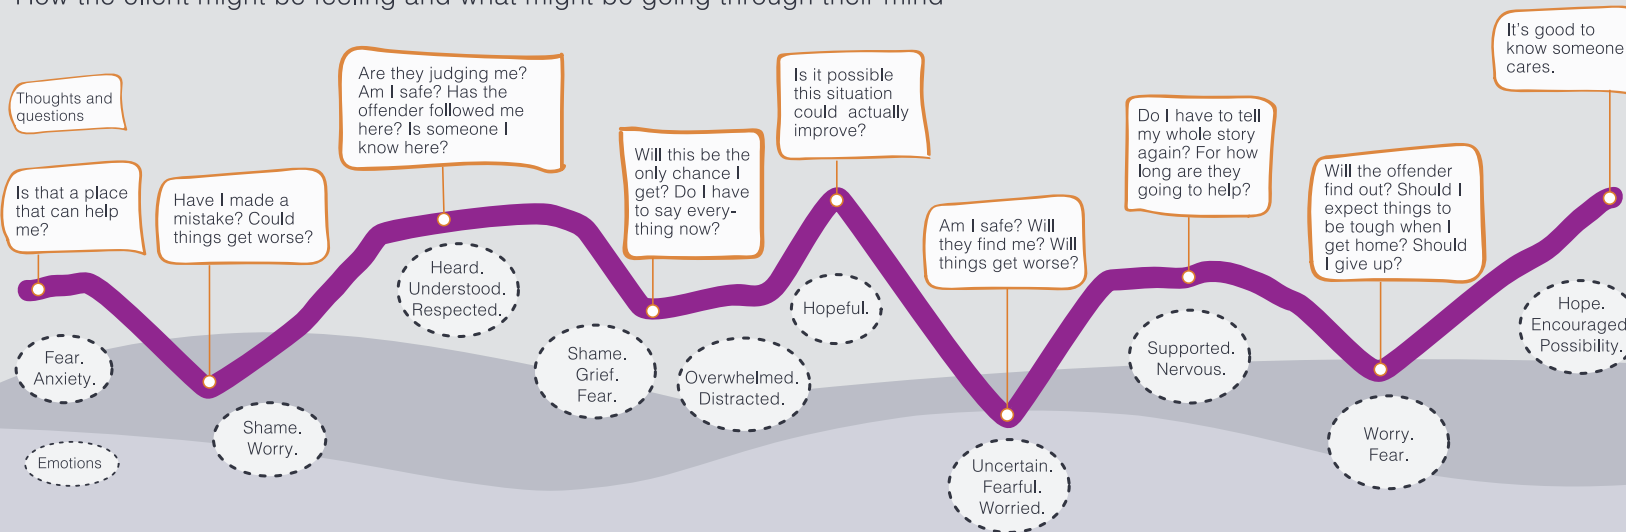 How the client might be feeling and what might be going through their mind
Thoughts and
questions
Is that a place
that can help
me?
Have I made a
mistake? Could
things get worse?
Are they judging me?
Am I safe? Has the
offender followed me
here? Is someone I
know here?
Will this be the
only chance I
get? Do I have
to say every-
thing now?
Is it possible
this situation
could actually
improve?
Am I safe? Will
they find me? Will
things get worse?
Do I have to tell
my whole story
again? For how
long are they
going to help?
Will the offender
find out? Should I
expect things to
be tough when I
get home? Should
I give up?
It's good to
know someone
cares.
Fear.
Anxiety.
Shame.
Worry.
Heard.
Understood.
Respected.
Shame.
Grief.
Fear.
Overwhelmed.
Distracted.
Hopeful.
Uncertain.
Fearful.
Worried.
Supported.
Nervous.
Worry.
Fear.
Hope.
Encouraged
Possibility.
Emotions